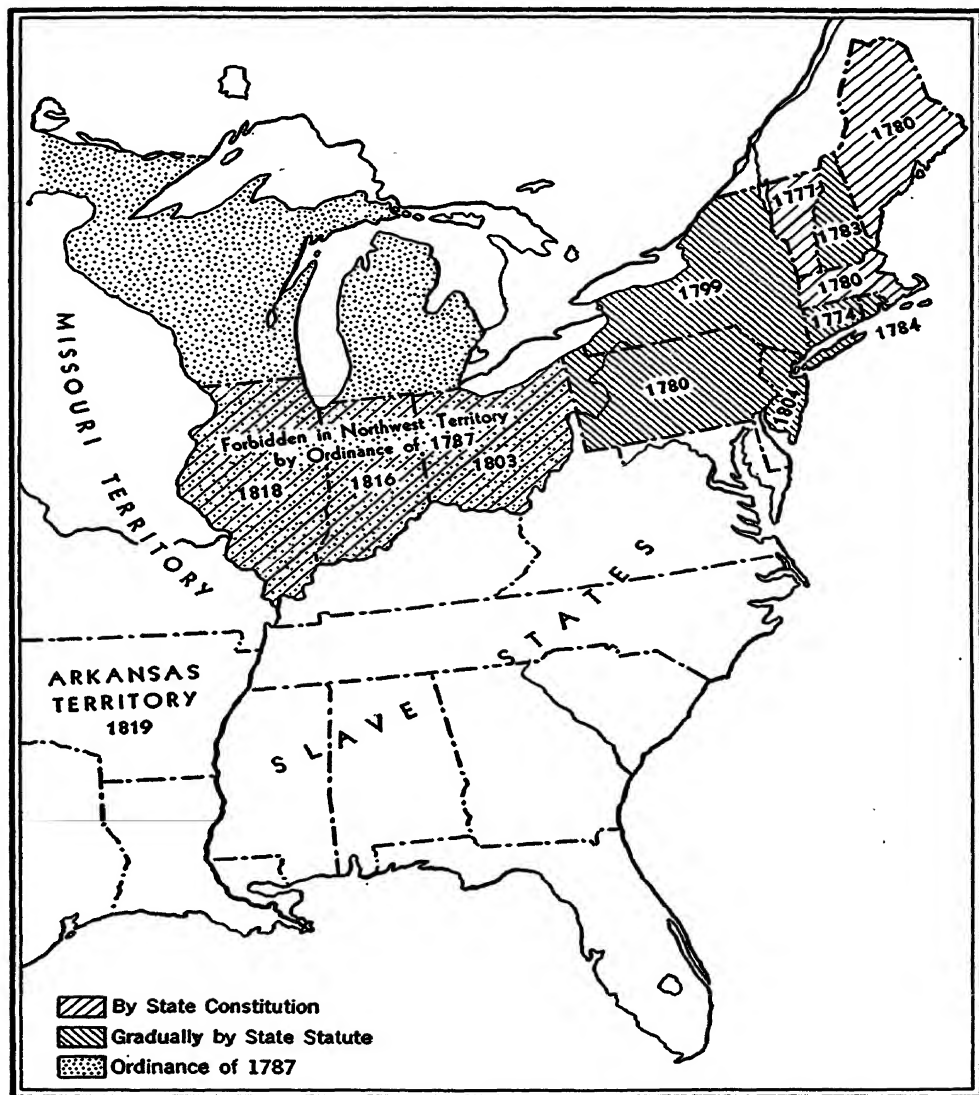 1780
1777
1783
1780
1799
1774
1784
1780
1804
MISSOURI TERRITORY
Forbidden in Northwest Territory
by Ordinance of 1787
1818
1816
1803
SLAVE STATES
ARKANSAS
TERRITORY
1819
By State Constitution
Gradually by State Statute
Ordinance of 1787